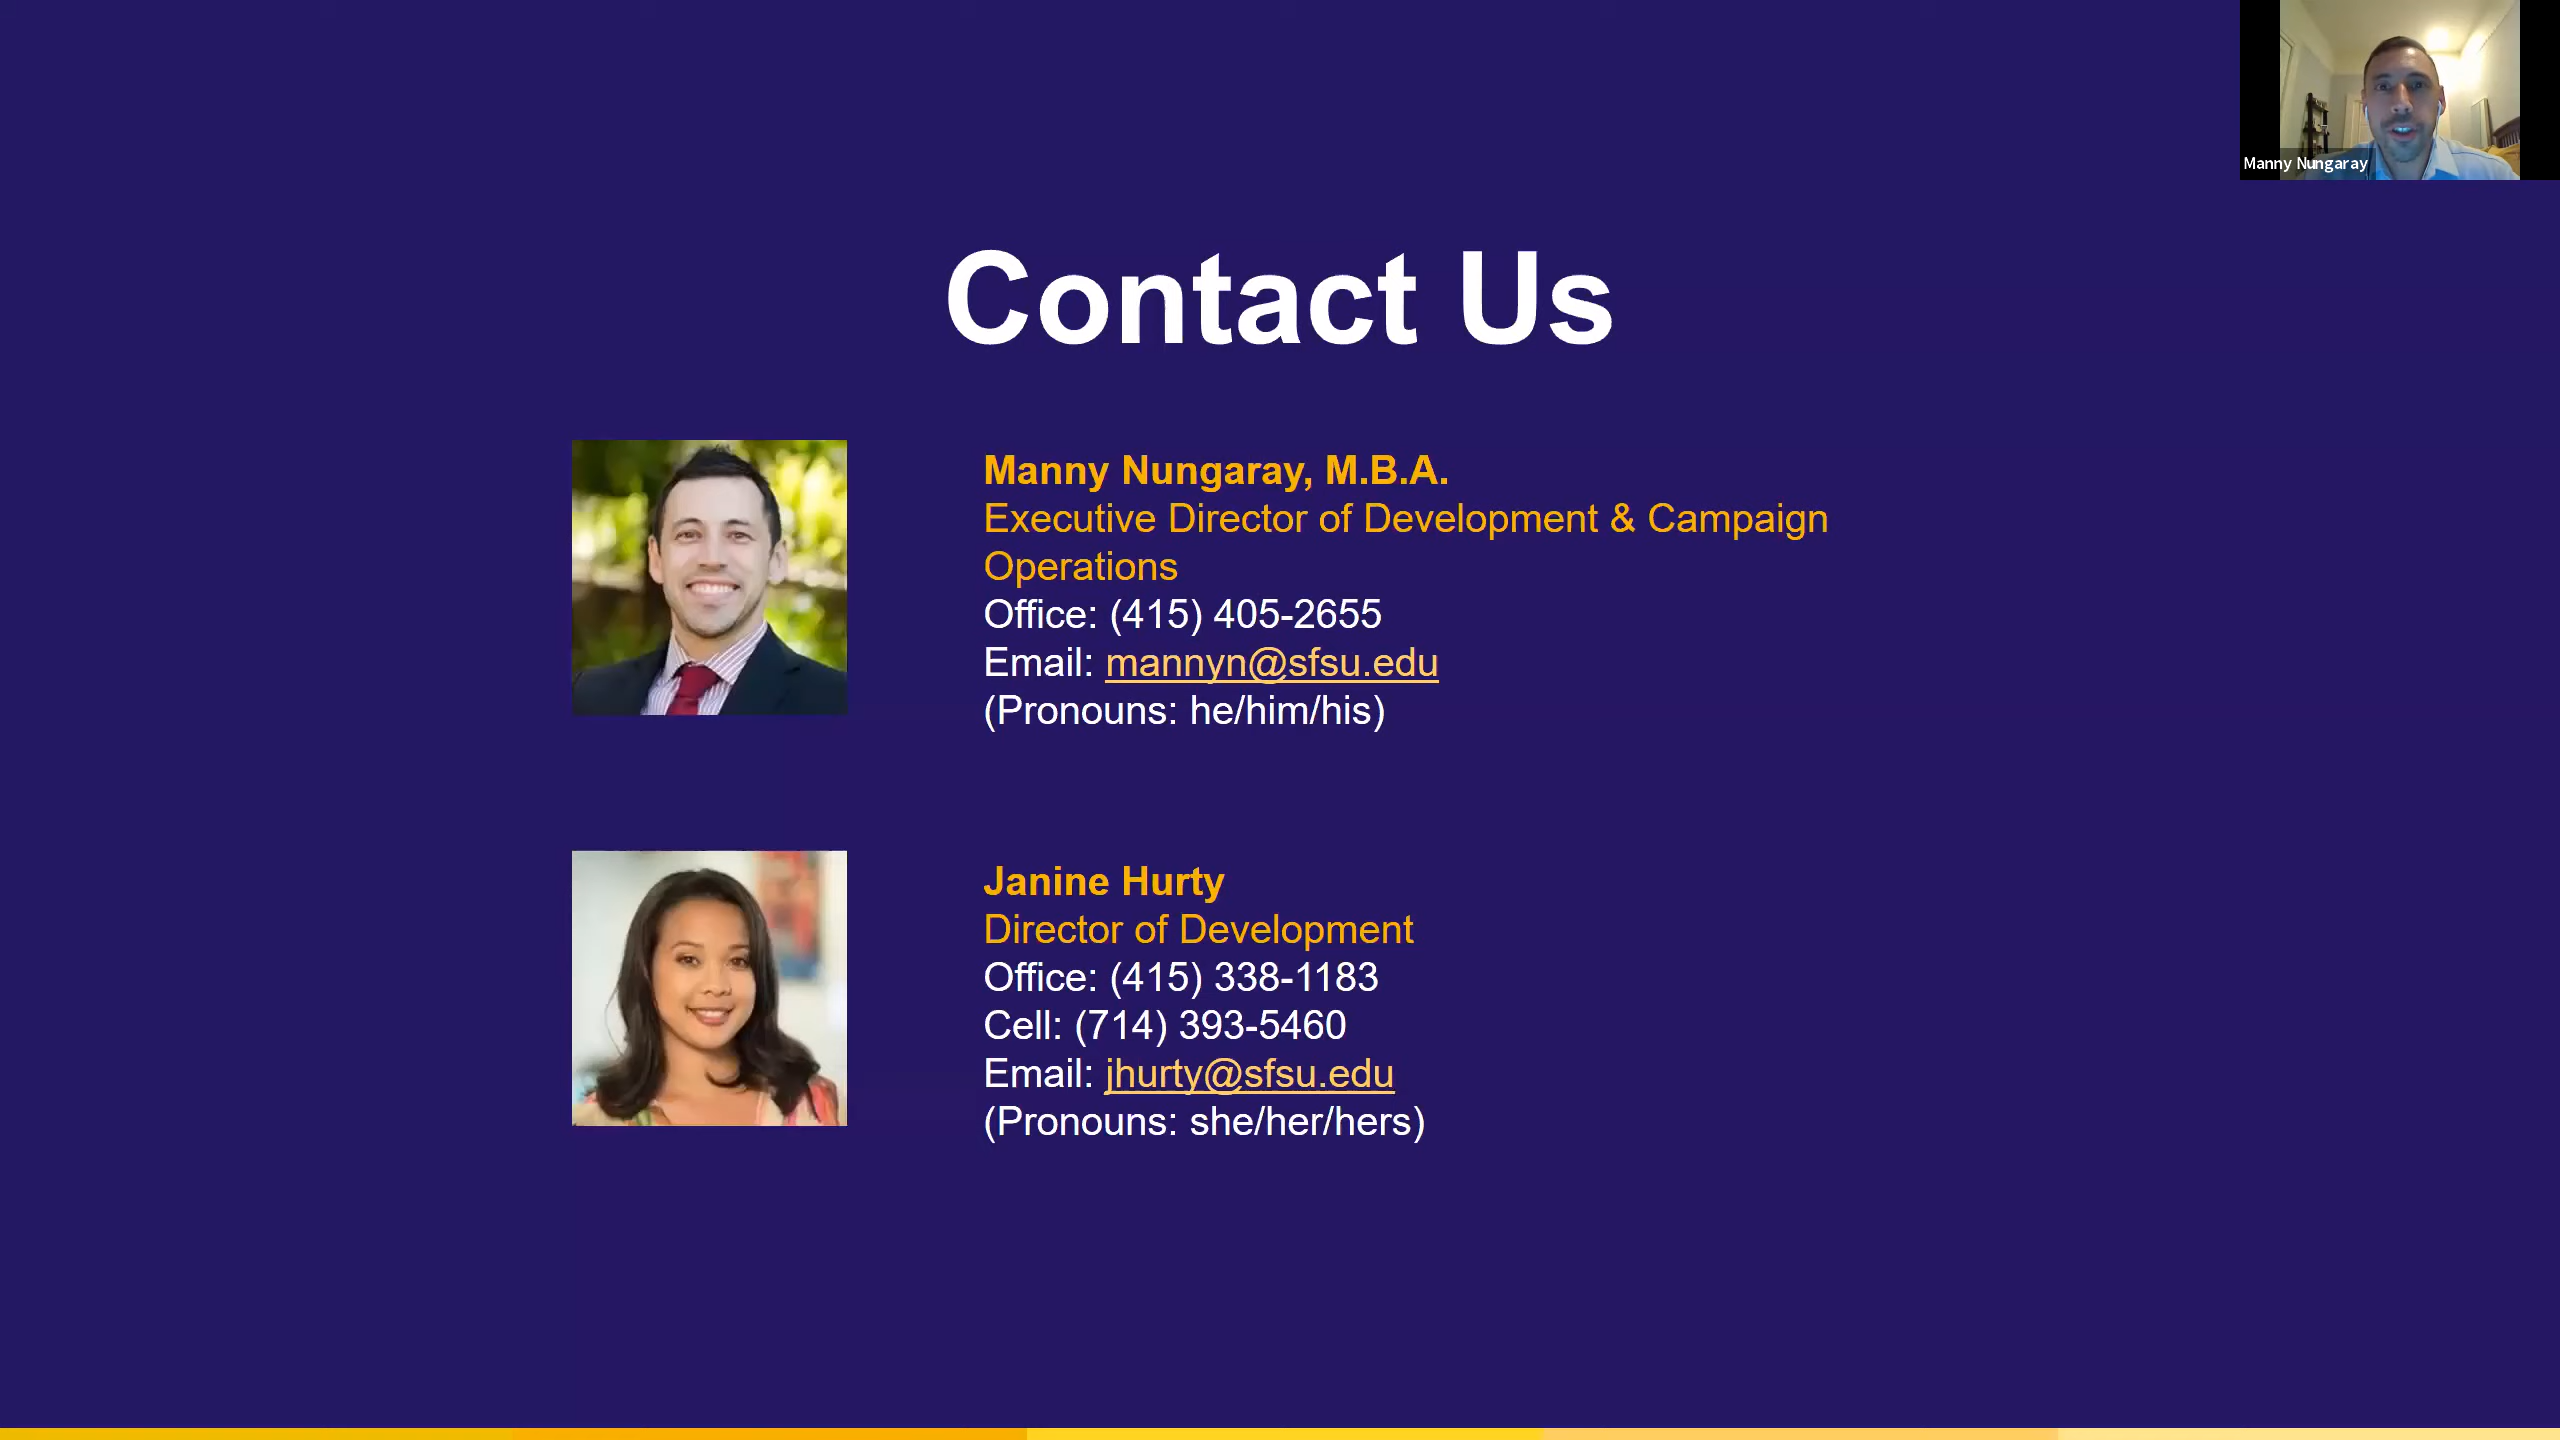 Manny Nungaray
Contact Us
Manny Nungaray, M.B.A.
Executive Director of Development & Campaign
Operations
Office: (415) 405-2655
Email: mannyn@sfsu.edu
(Pronouns: he/him/his)
Janine Hurty
Director of Development
Office: (415) 338-1183
Cell: (714) 393-5460
Email: jhurty@sfsu.edu
(Pronouns: she/her/hers)